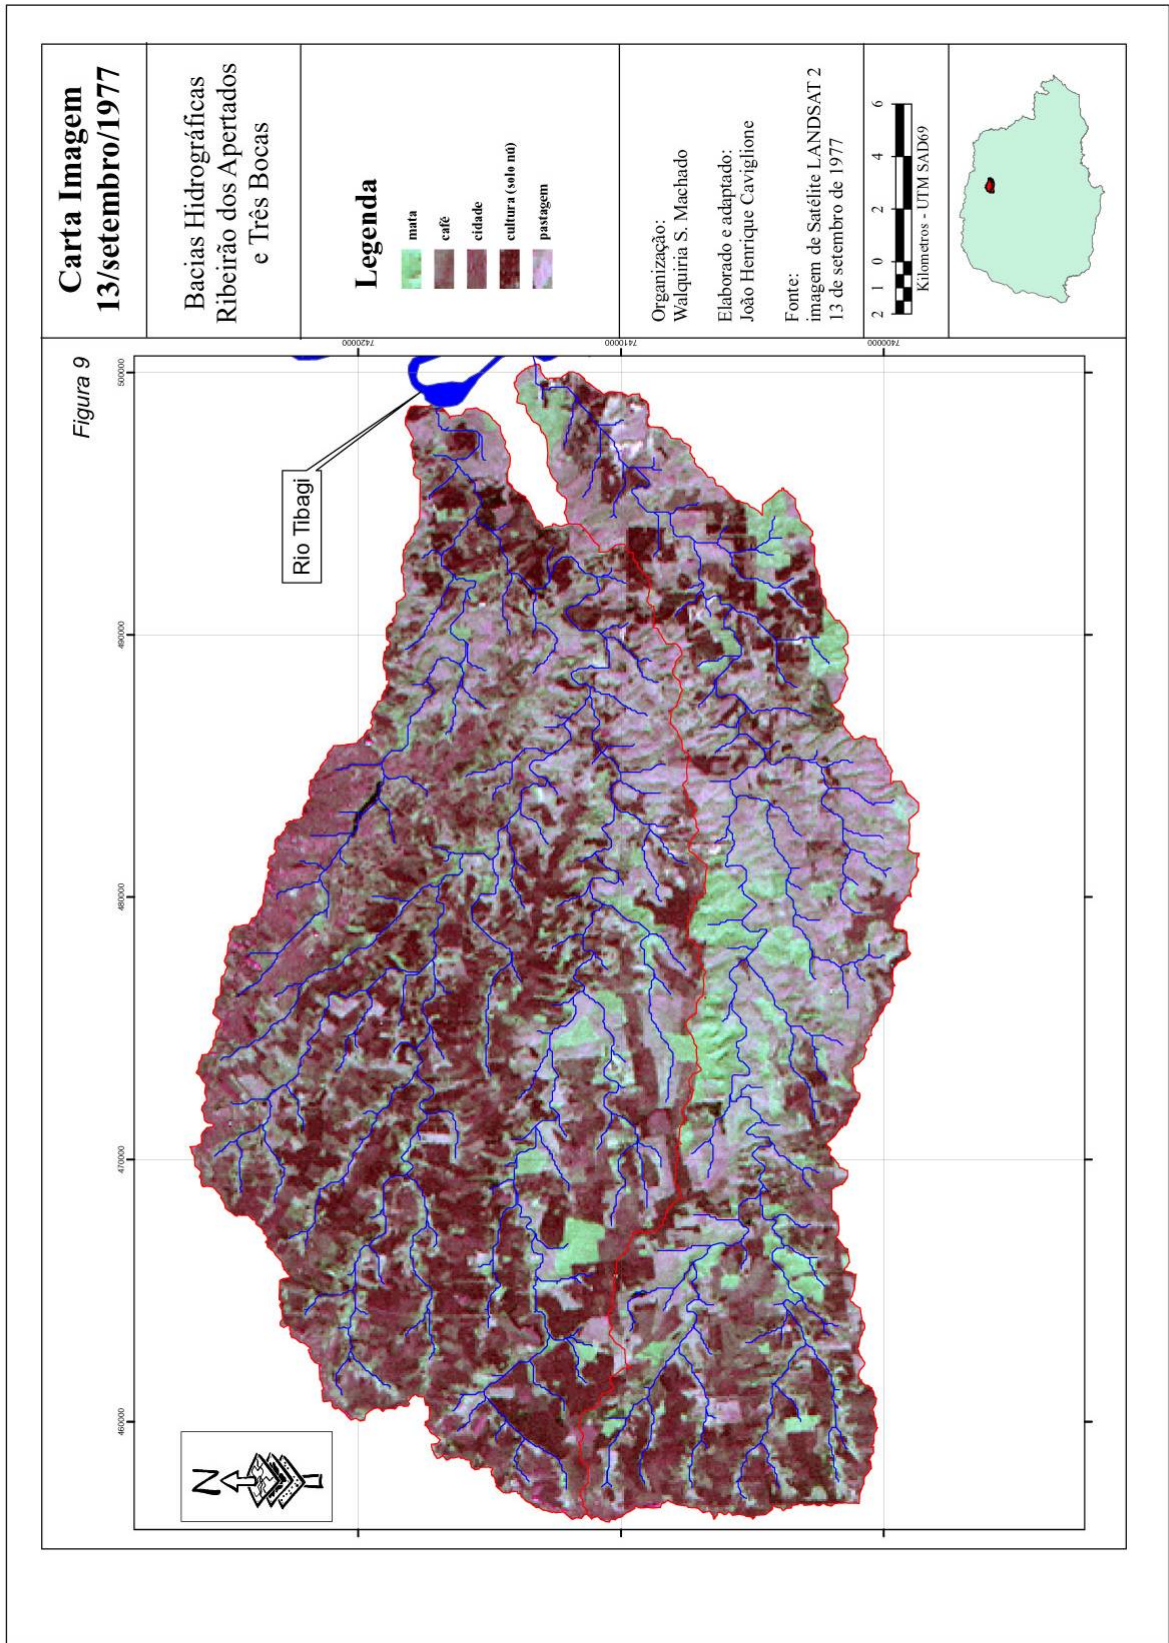 Carta Imagem
13/setembro/1977
Bacias Hidrográficas
Ribeirão dos Apertados
e Três Bocas
Legenda
mata
café
cidade
cultura (solo nú)
pastagem
Organização:
Walquiria S. Machado
Elaborado e adaptado:
João Henrique Caviglione
Fonte:
imagem de Satélite LANDSAT 2
13 de setembro de 1977
2 1 0 2 4 6
Kilometros - UTM SAD69
Figura 9
Rio Tibagi
N
460000
470000
480000
490000
500000
7420000
7410000
7400000